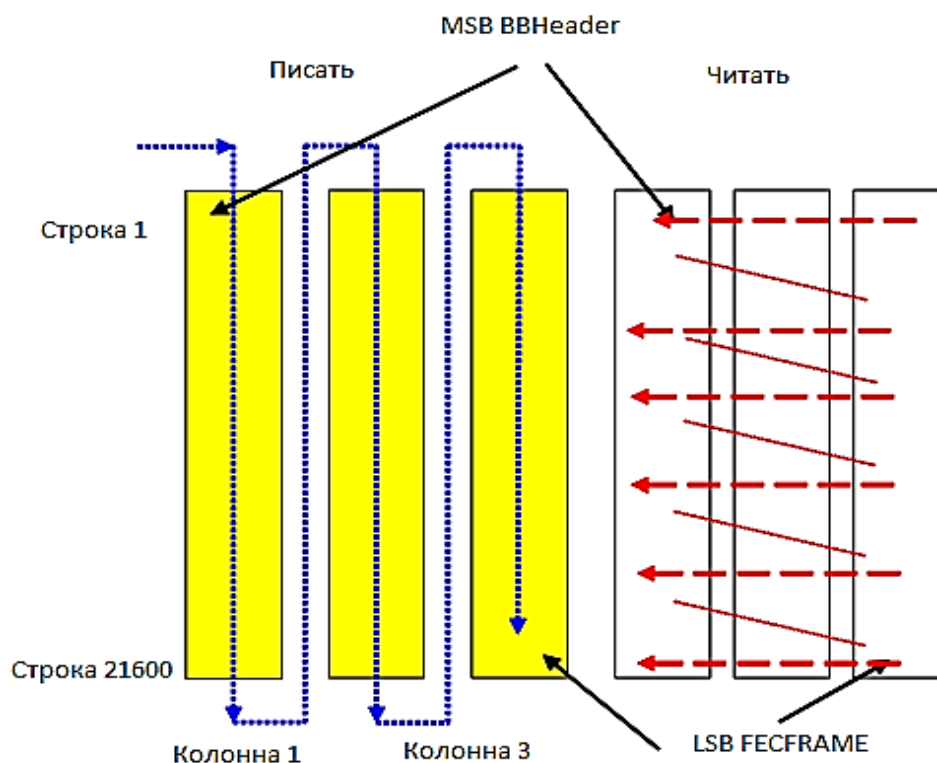 MSB BBHeader
Писать
Читать
Строка 1
Строка 21600
Колонна 1
Колонна 3
LSB FECFRAME